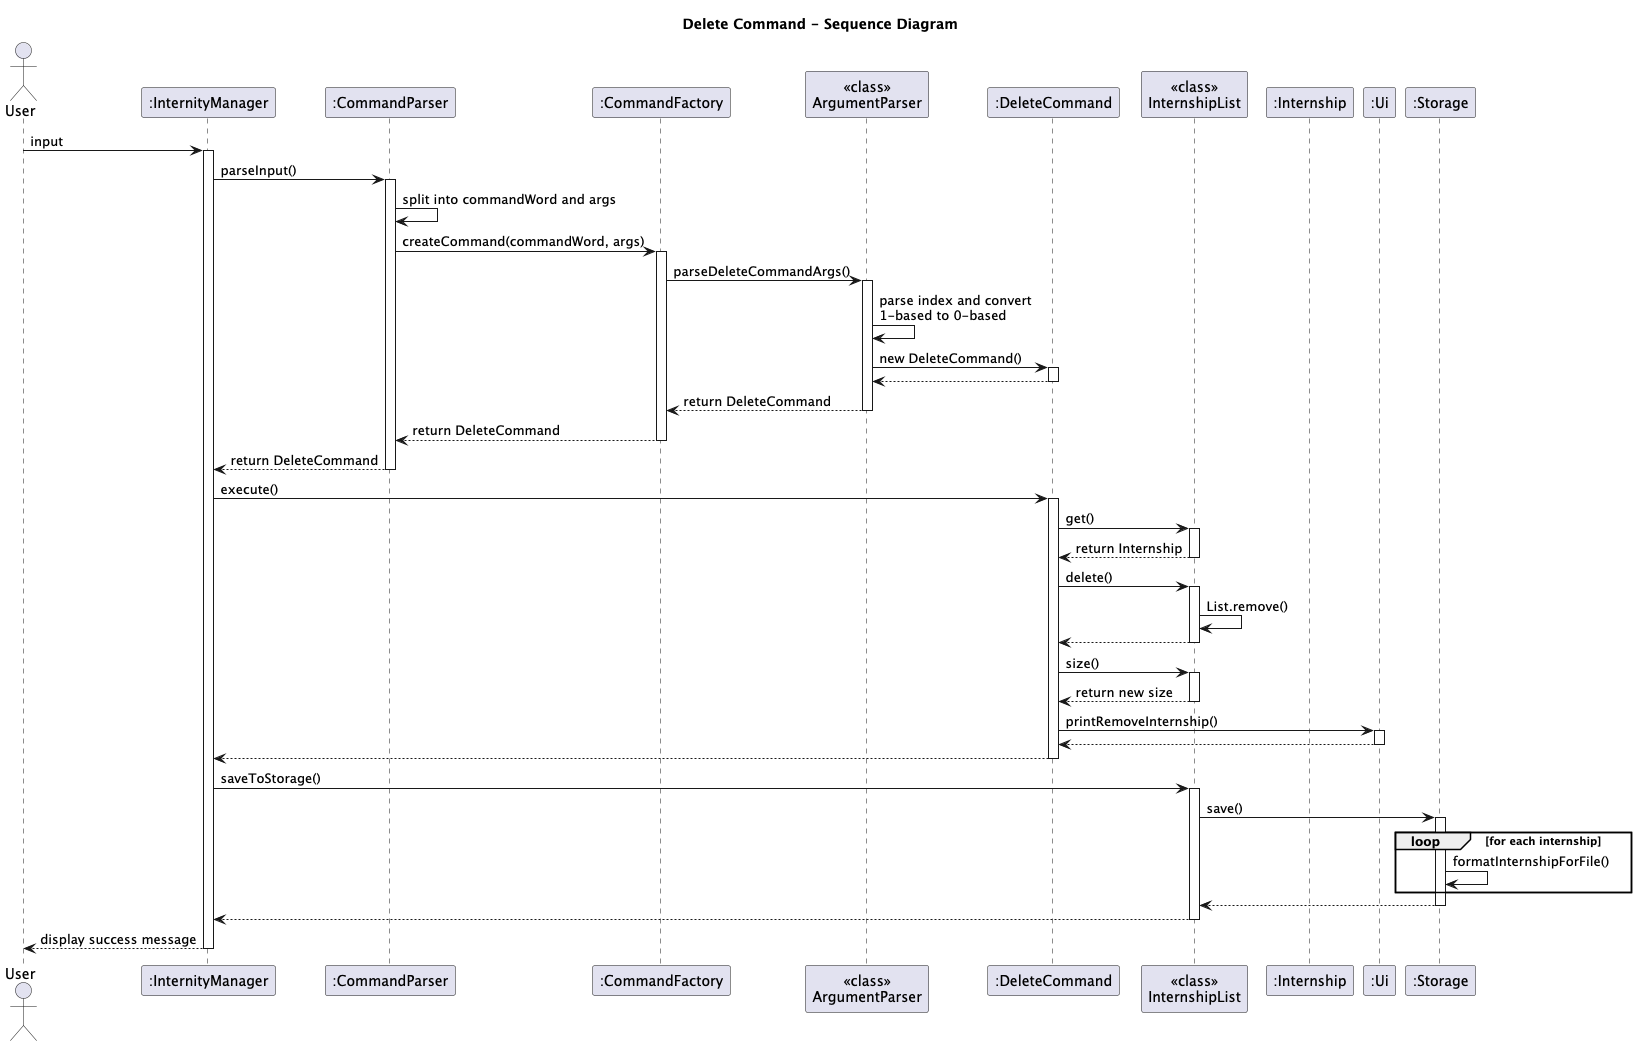 Delete Command - Sequence Diagram
User
:InternityManager
:CommandParser
:CommandFactory
«class»
ArgumentParser
:DeleteCommand
«class»
InternshipList
:Internship
:Ui
:Storage
input
parseInput()
split into commandWord and args
createCommand(commandWord, args)
parseDeleteCommandArgs()
parse index and convert
1-based to 0-based
new DeleteCommand()
return DeleteCommand
return DeleteCommand
return DeleteCommand
execute()
get()
return Internship
delete()
List.remove()
size()
return new size
printRemoveInternship()
saveToStorage()
save()
loop
[for each internship]
formatInternshipForFile()
display success message
User
:InternityManager
:CommandParser
:CommandFactory
«class»
ArgumentParser
:DeleteCommand
«class»
InternshipList
:Internship
:Ui
:Storage